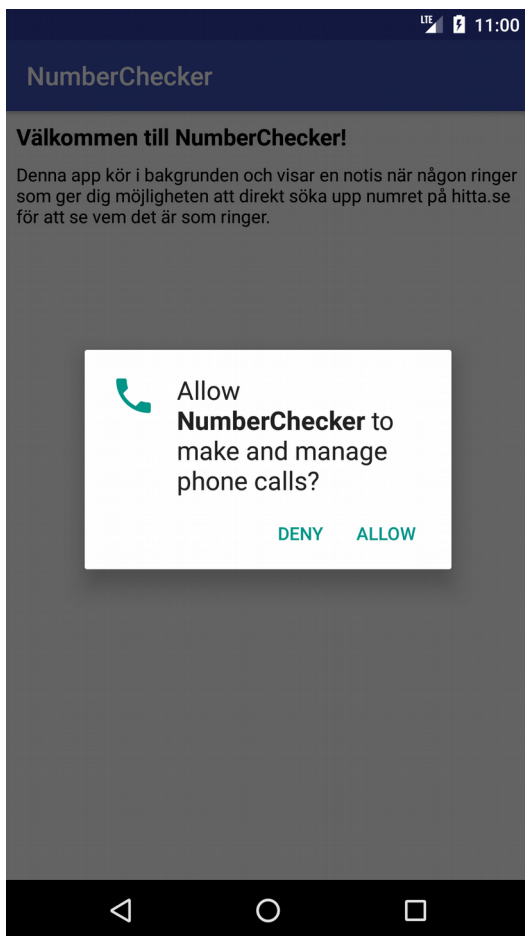 LTE 11:00
NumberChecker
Välkommen till NumberChecker!
Denna app kör i bakgrunden och visar en notis när någon ringer
som ger dig möjligheten att direkt söka upp numret på hitta.se
för att se vem det är som ringer.
Allow
NumberChecker to
make and manage
phone calls?
DENY ALLOW